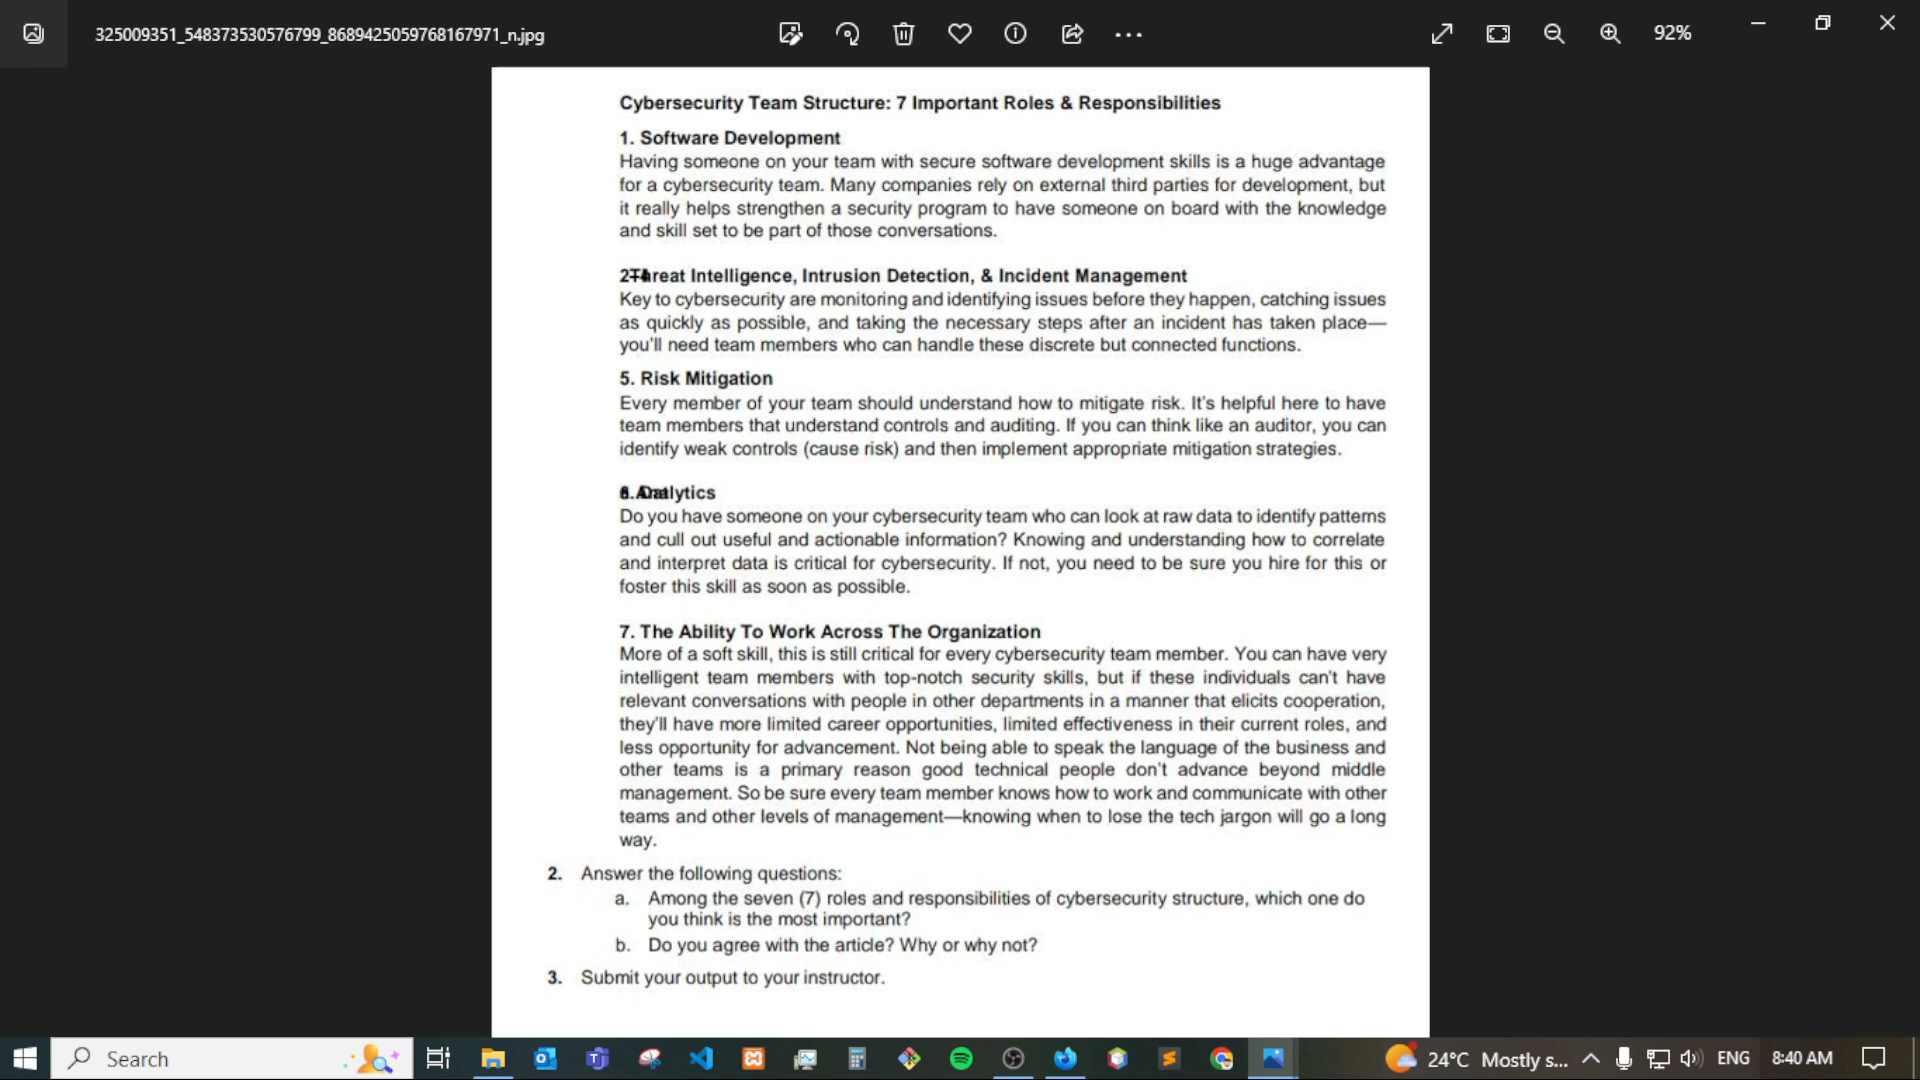 325009351_548373530576799_8689425059768167971_n.jpg
92%
Cybersecurity Team Structure: 7 Important Roles & Responsibilities
1. Software Development
Having someone on your team with secure software development skills is a huge advantage
for a cybersecurity team. Many companies rely on external third parties for development, but
it really helps strengthen a security program to have someone on board with the knowledge
and skill set to be part of those conversations.
2–4. Threat Intelligence, Intrusion Detection, & Incident Management
Key to cybersecurity are monitoring and identifying issues before they happen, catching issues
as quickly as possible, and taking the necessary steps after an incident has taken place—
you'll need team members who can handle these discrete but connected functions.
5. Risk Mitigation
Every member of your team should understand how to mitigate risk. It's helpful here to have
team members that understand controls and auditing. If you can think like an auditor, you can
identify weak controls (cause risk) and then implement appropriate mitigation strategies.
6. Data Analytics
Do you have someone on your cybersecurity team who can look at raw data to identify patterns
and cull out useful and actionable information? Knowing and understanding how to correlate
and interpret data is critical for cybersecurity. If not, you need to be sure you hire for this or
foster this skill as soon as possible.
7. The Ability To Work Across The Organization
More of a soft skill, this is still critical for every cybersecurity team member. You can have very
intelligent team members with top-notch security skills, but if these individuals can't have
relevant conversations with people in other departments in a manner that elicits cooperation,
they'll have more limited career opportunities, limited effectiveness in their current roles, and
less opportunity for advancement. Not being able to speak the language of the business and
other teams is a primary reason good technical people don't advance beyond middle
management. So be sure every team member knows how to work and communicate with other
teams and other levels of management—knowing when to lose the tech jargon will go a long
way.
2. Answer the following questions:
a. Among the seven (7) roles and responsibilities of cybersecurity structure, which one do
you think is the most important?
b. Do you agree with the article? Why or why not?
3. Submit your output to your instructor.
Search
24°C Mostly s...
ENG
8:40 AM